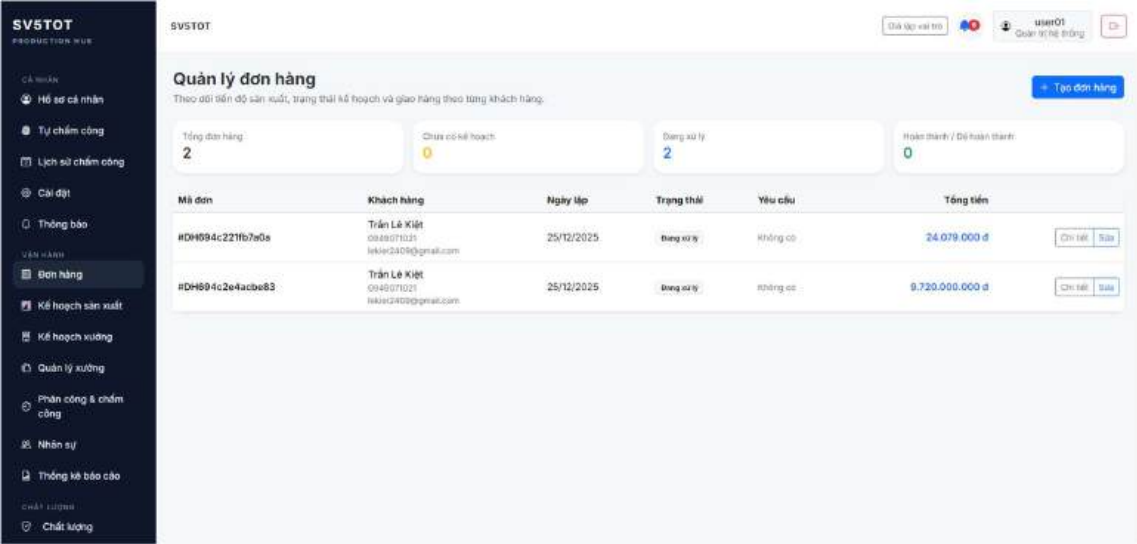 SV5TOT
PRODUCTION HUB
CÁ NHÂN
Hồ sơ cá nhân
Tự chấm công
Lịch sử chấm công
Cài đặt
Thông báo
VẬN HÀNH
Đơn hàng
Kế hoạch sản xuất
Kế hoạch xưởng
Quản lý xưởng
Phân công & chấm
công
Nhân sự
Thống kê báo cáo
CHẤT LƯỢNG
Chất lượng
SV5TOT
Giả lập vai trò
user01
Quản trị hệ thống
Quản lý đơn hàng
Theo dõi tiến độ sản xuất, trạng thái kế hoạch và giao hàng theo từng khách hàng.
+ Tạo đơn hàng
Tổng đơn hàng
2
Chưa có kế hoạch
0
Đang xử lý
2
Hoàn thành / Đã hoàn thành
0
Mã đơn Khách hàng Ngày lập Trạng thái Yêu cầu Tổng tiền
#DH694c221fb7a0a Trần Lê Kiệt 25/12/2025 Đang xử lý Không có 24.079.000 đ Chi tiết Sửa
0949071021
lekiet2409@gmail.com
#DH694c2e4acbe83 Trần Lê Kiệt 25/12/2025 Đang xử lý Không có 9.720.000.000 đ Chi tiết Sửa
0949071021
lekiet2409@gmail.com